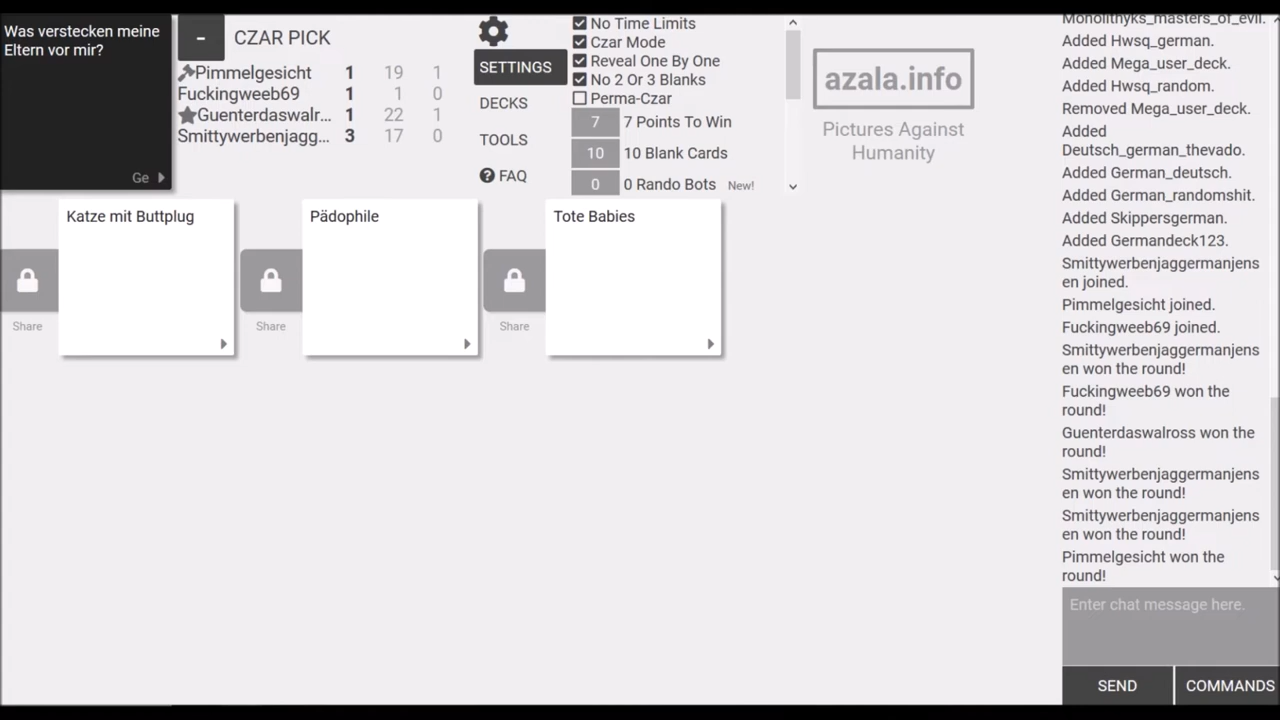 Was verstecken meine
Eltern vor mir?
Ge
-
CZAR PICK
Pimmelgesicht 1 19 1
Fuckingweeb69 1 1 0
Guenterdaswalr... 1 22 1
Smittywerbenjagg... 3 17 0
SETTINGS
DECKS
TOOLS
FAQ
No Time Limits
Czar Mode
Reveal One By One
No 2 Or 3 Blanks
Perma-Czar
7 7 Points To Win
10 10 Blank Cards
0 0 Rando Bots New!
azala.info
Pictures Against
Humanity
Katze mit Buttplug
Share
Pädophile
Share
Tote Babies
Share
Monolithyks_masters_of_evil.
Added Hwsq_german.
Added Mega_user_deck.
Added Hwsq_random.
Removed Mega_user_deck.
Added
Deutsch_german_thevado.
Added German_deutsch.
Added German_randomshit.
Added Skippersgerman.
Added Germandeck123.
Smittywerbenjaggermanjens
en joined.
Pimmelgesicht joined.
Fuckingweeb69 joined.
Smittywerbenjaggermanjens
en won the round!
Fuckingweeb69 won the
round!
Guenterdaswalross won the
round!
Smittywerbenjaggermanjens
en won the round!
Smittywerbenjaggermanjens
en won the round!
Pimmelgesicht won the
round!
Enter chat message here.
SEND
COMMANDS